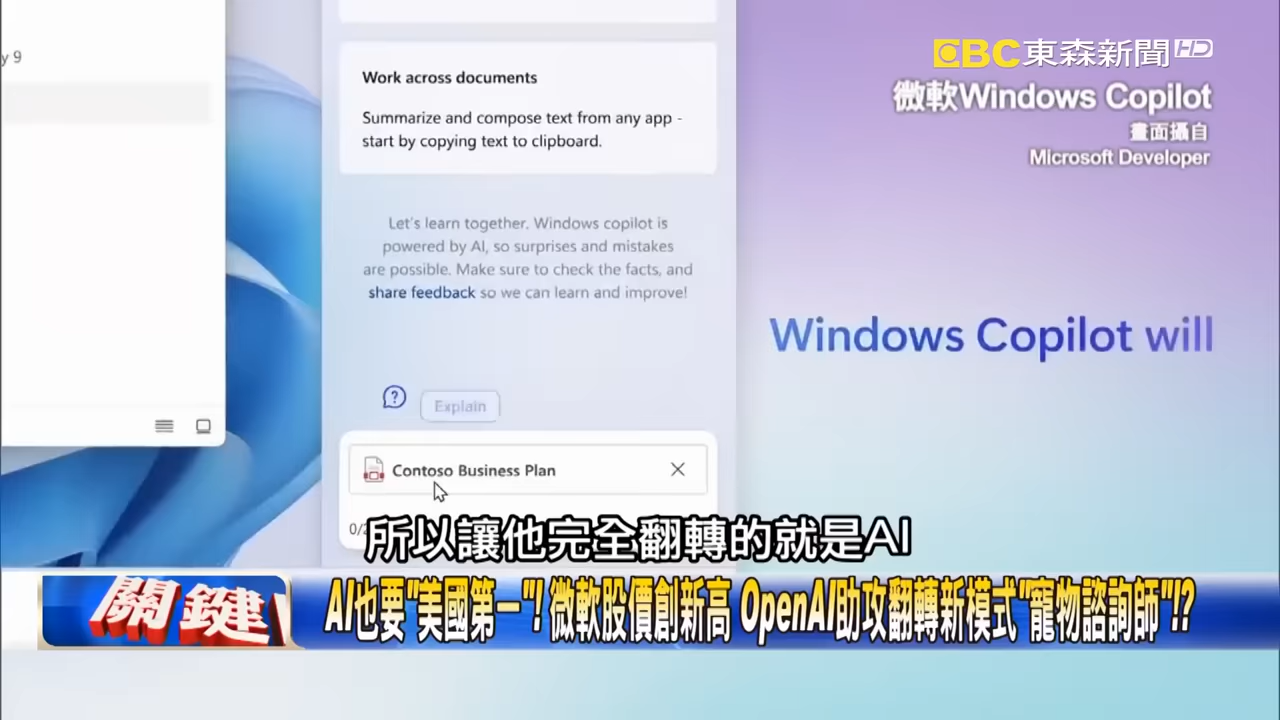 y 9
EBC東森新聞HD
微軟Windows Copilot
畫面攝自
Microsoft Developer
Work across documents
Summarize and compose text from any app -
start by copying text to clipboard.
Let's learn together. Windows copilot is
powered by AI, so surprises and mistakes
are possible. Make sure to check the facts, and
share feedback so we can learn and improve!
Windows Copilot will
Explain
Contoso Business Plan
所以讓他完全翻轉的就是AI
關鍵
AI也要"美國第一"! 微軟股價創新高 OpenAI助攻翻轉新模式"寵物諮詢師"!?